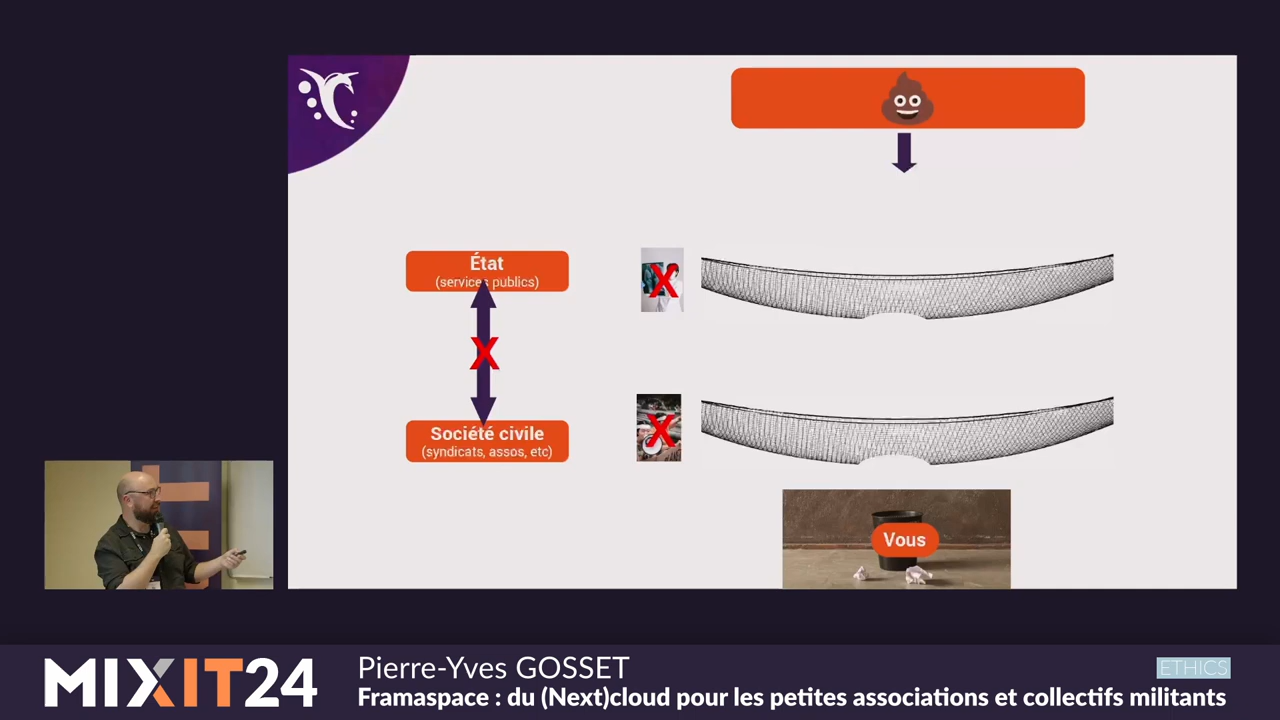 État
(services publics)
X
X
Société civile
(syndicats, assos, etc)
X
Vous
MIXIT24
Pierre-Yves GOSSET
ETHICS
Framaspace : du (Next)cloud pour les petites associations et collectifs militants